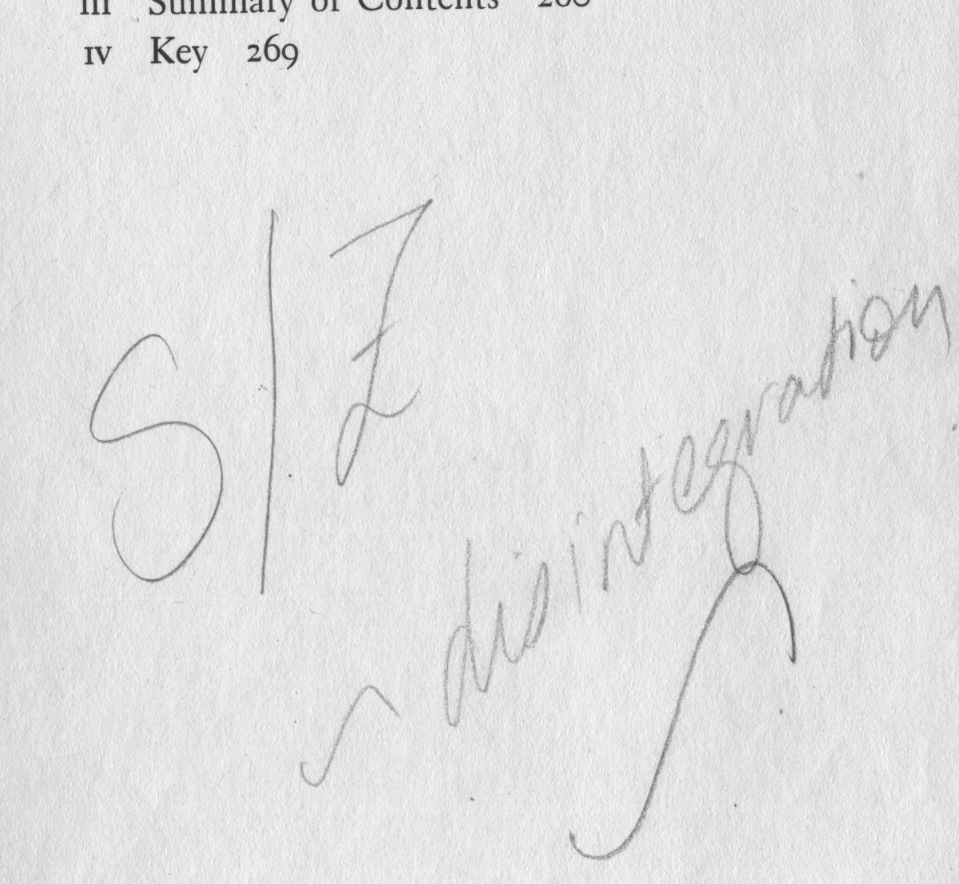 III Summary of Contents 268
IV Key 269
S/Z
~ disintegration